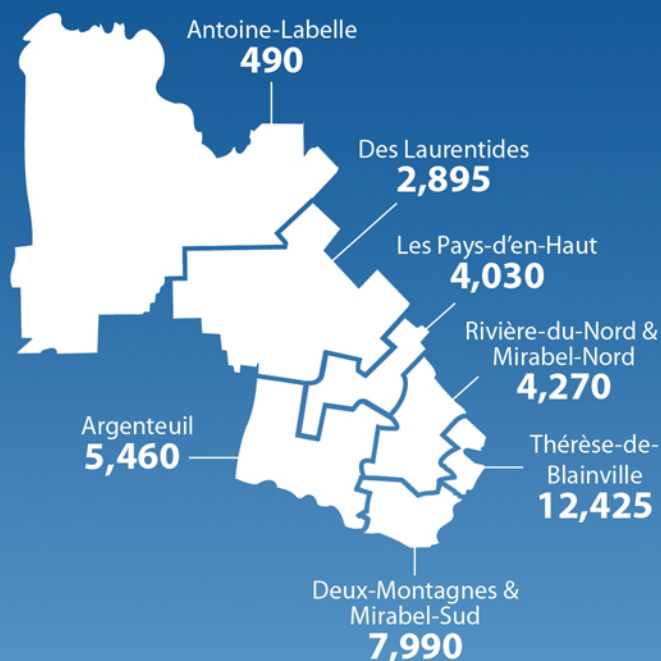 Antoine-Labelle
490
Des Laurentides
2,895
Les Pays-d'en-Haut
4,030
Rivière-du-Nord &
Mirabel-Nord
4,270
Argenteuil
5,460
Thérèse-de-
Blainville
12,425
Deux-Montagnes &
Mirabel-Sud
7,990